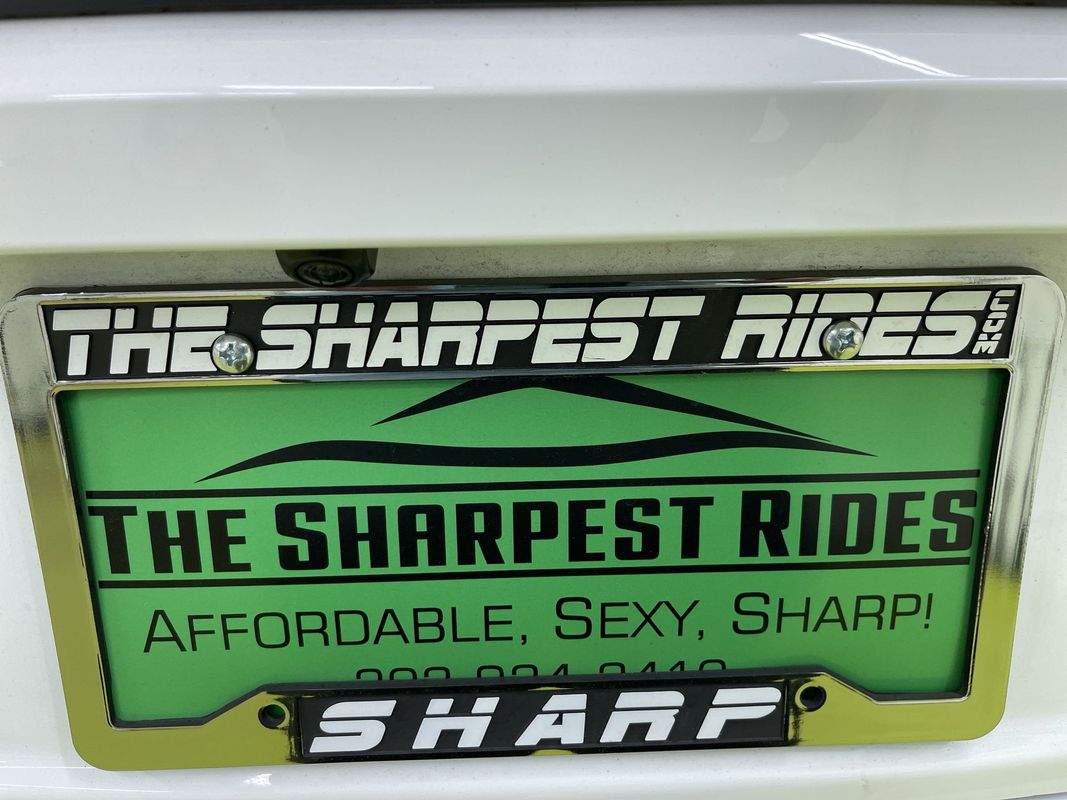 THE SHARPEST RIDES.COM
THE SHARPEST RIDES
AFFORDABLE, SEXY, SHARP!
SHARP